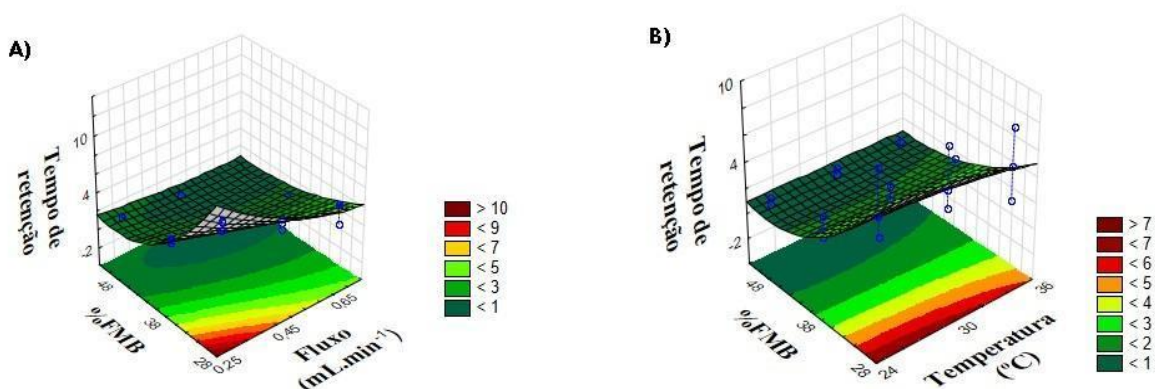 A)
Tempo de
retenção
10
4
-2
48
38
28
%FMB
0,25
0,45
0,65
Fluxo
(mL.min⁻¹)
> 10
< 9
< 7
< 5
< 3
< 1
B)
Tempo de
retenção
10
4
-2
48
38
28
%FMB
24
30
36
Temperatura
(ºC)
> 7
< 7
< 6
< 5
< 4
< 3
< 2
< 1